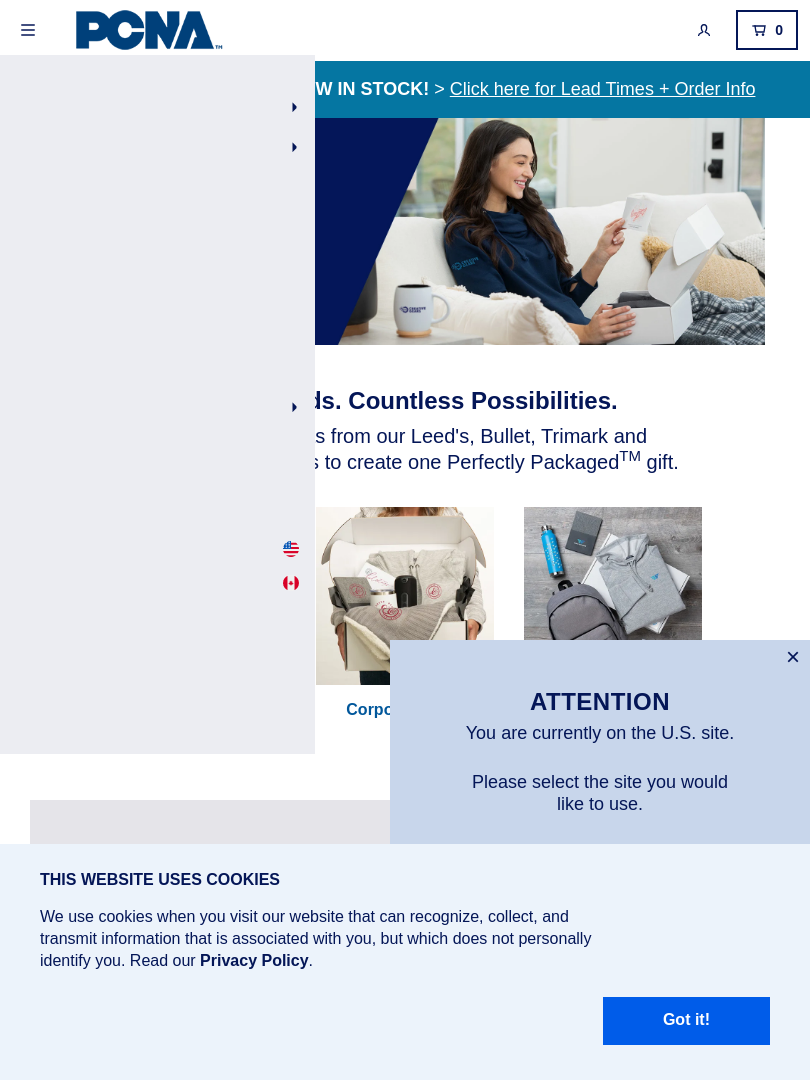 PCNA™
0
W IN STOCK! > Click here for Lead Times + Order Info
ds. Countless Possibilities.
s from our Leed's, Bullet, Trimark and
s to create one Perfectly Packaged™ gift.
Corpo
ATTENTION
You are currently on the U.S. site.
Please select the site you would
like to use.
THIS WEBSITE USES COOKIES
We use cookies when you visit our website that can recognize, collect, and
transmit information that is associated with you, but which does not personally
identify you. Read our Privacy Policy.
Got it!